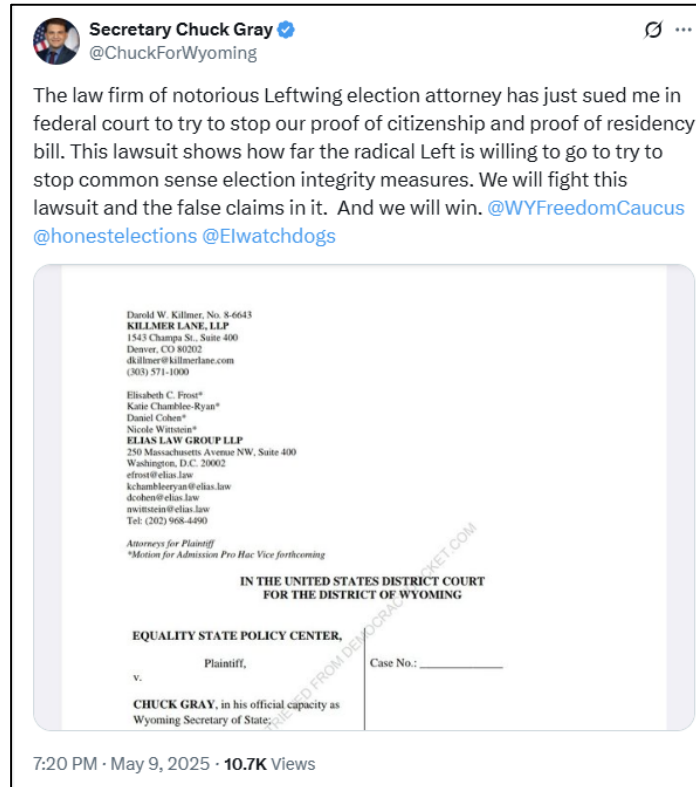 Secretary Chuck Gray
@ChuckForWyoming
The law firm of notorious Leftwing election attorney has just sued me in
federal court to try to stop our proof of citizenship and proof of residency
bill. This lawsuit shows how far the radical Left is willing to go to try to
stop common sense election integrity measures. We will fight this
lawsuit and the false claims in it.  And we will win. @WYFreedomCaucus
@honestelections @EIwatchdogs
Darold W. Killmer, No. 8-6643
KILLMER LANE, LLP
1543 Champa St., Suite 400
Denver, CO 80202
dkillmer@killmerlane.com
(303) 571-1000
Elisabeth C. Frost*
Katie Chamblee-Ryan*
Daniel Cohen*
Nicole Wittstein*
ELIAS LAW GROUP LLP
250 Massachusetts Avenue NW, Suite 400
Washington, D.C. 20002
efrost@elias.law
kchambleeryan@elias.law
dcohen@elias.law
nwittstein@elias.law
Tel: (202) 968-4490
Attorneys for Plaintiff
*Motion for Admission Pro Hac Vice forthcoming
IN THE UNITED STATES DISTRICT COURT
FOR THE DISTRICT OF WYOMING
EQUALITY STATE POLICY CENTER,
Plaintiff,
Case No.: ______________
v.
CHUCK GRAY, in his official capacity as
Wyoming Secretary of State;
7:20 PM · May 9, 2025 · 10.7K Views